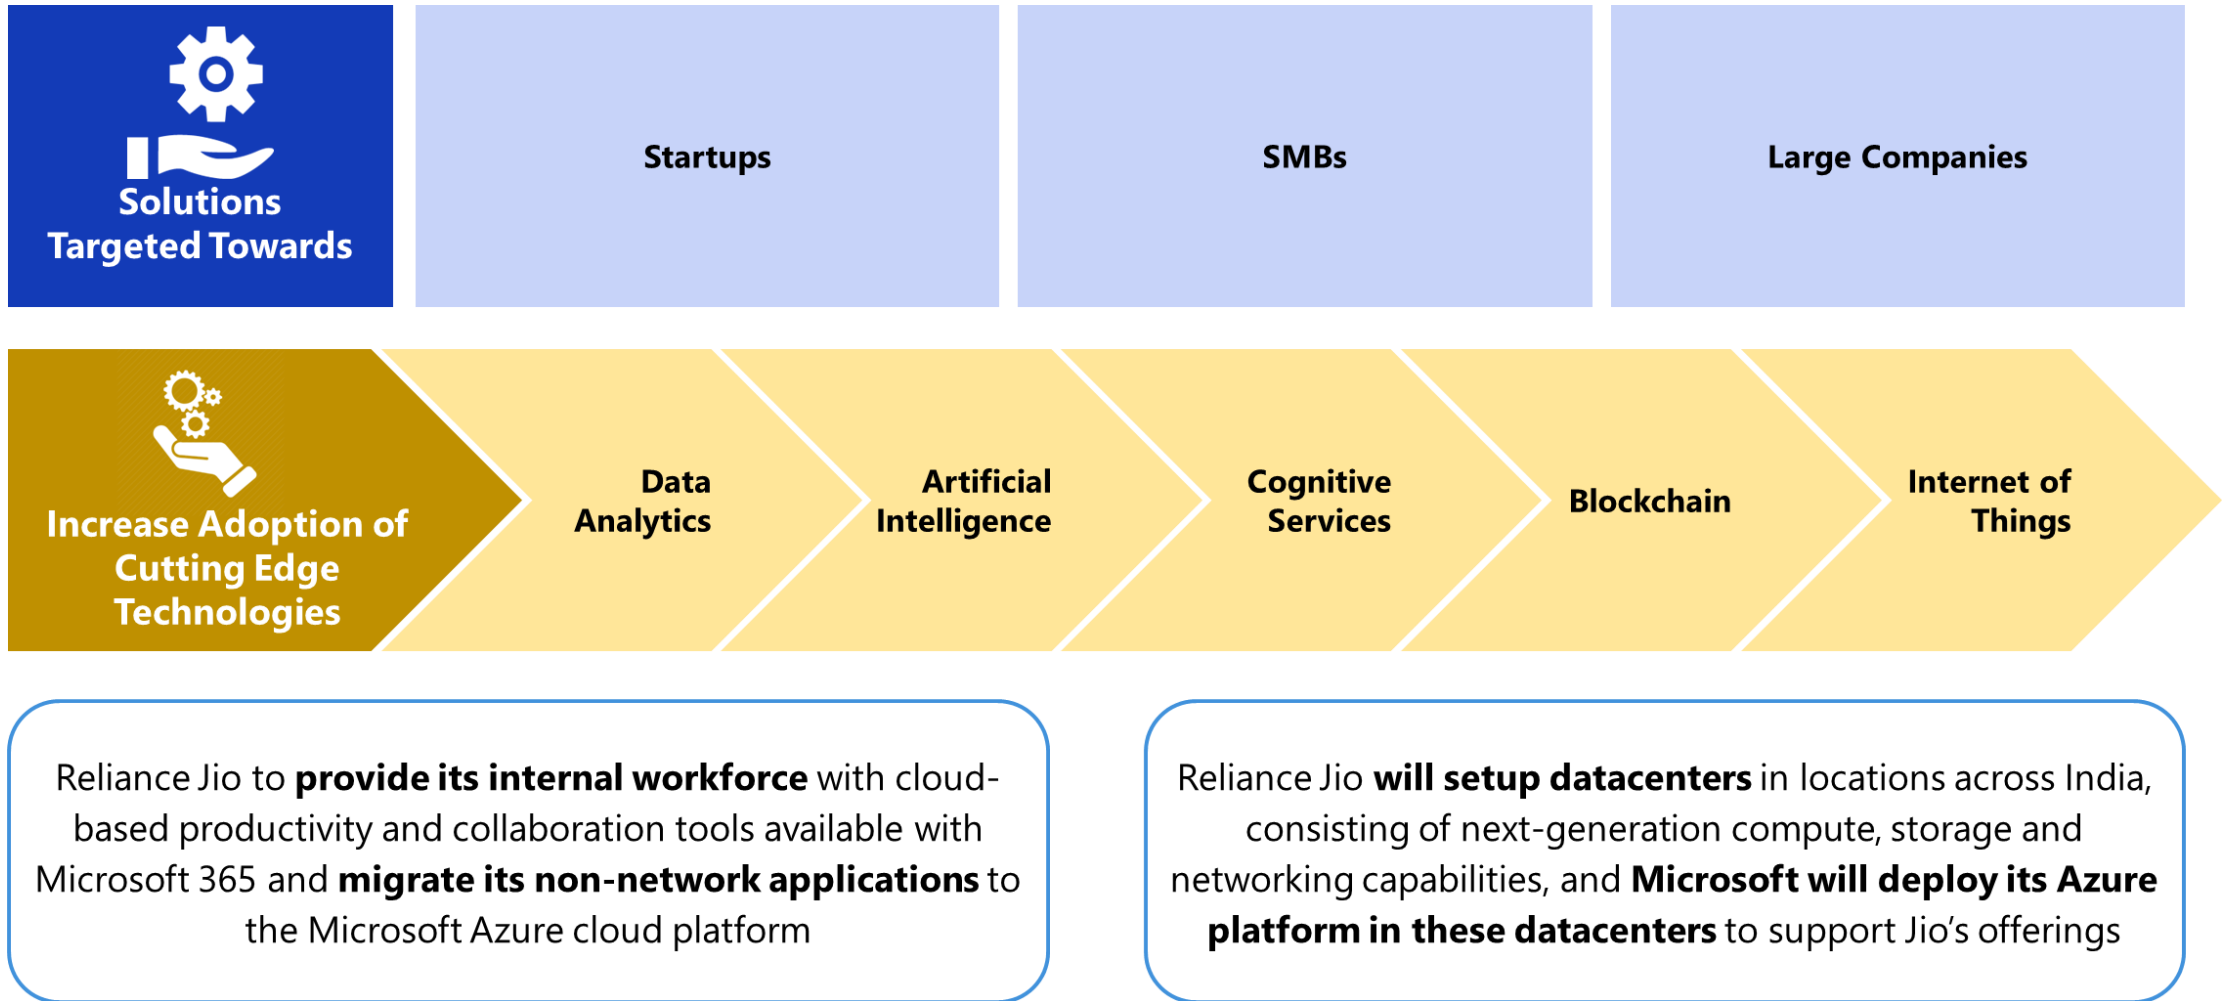 Solutions
Targeted Towards
Startups
SMBs
Large Companies
Increase Adoption of
Cutting Edge
Technologies
Data
Analytics
Artificial
Intelligence
Cognitive
Services
Blockchain
Internet of
Things
Reliance Jio to provide its internal workforce with cloud-
based productivity and collaboration tools available with
Microsoft 365 and migrate its non-network applications to
the Microsoft Azure cloud platform
Reliance Jio will setup datacenters in locations across India,
consisting of next-generation compute, storage and
networking capabilities, and Microsoft will deploy its Azure
platform in these datacenters to support Jio’s offerings